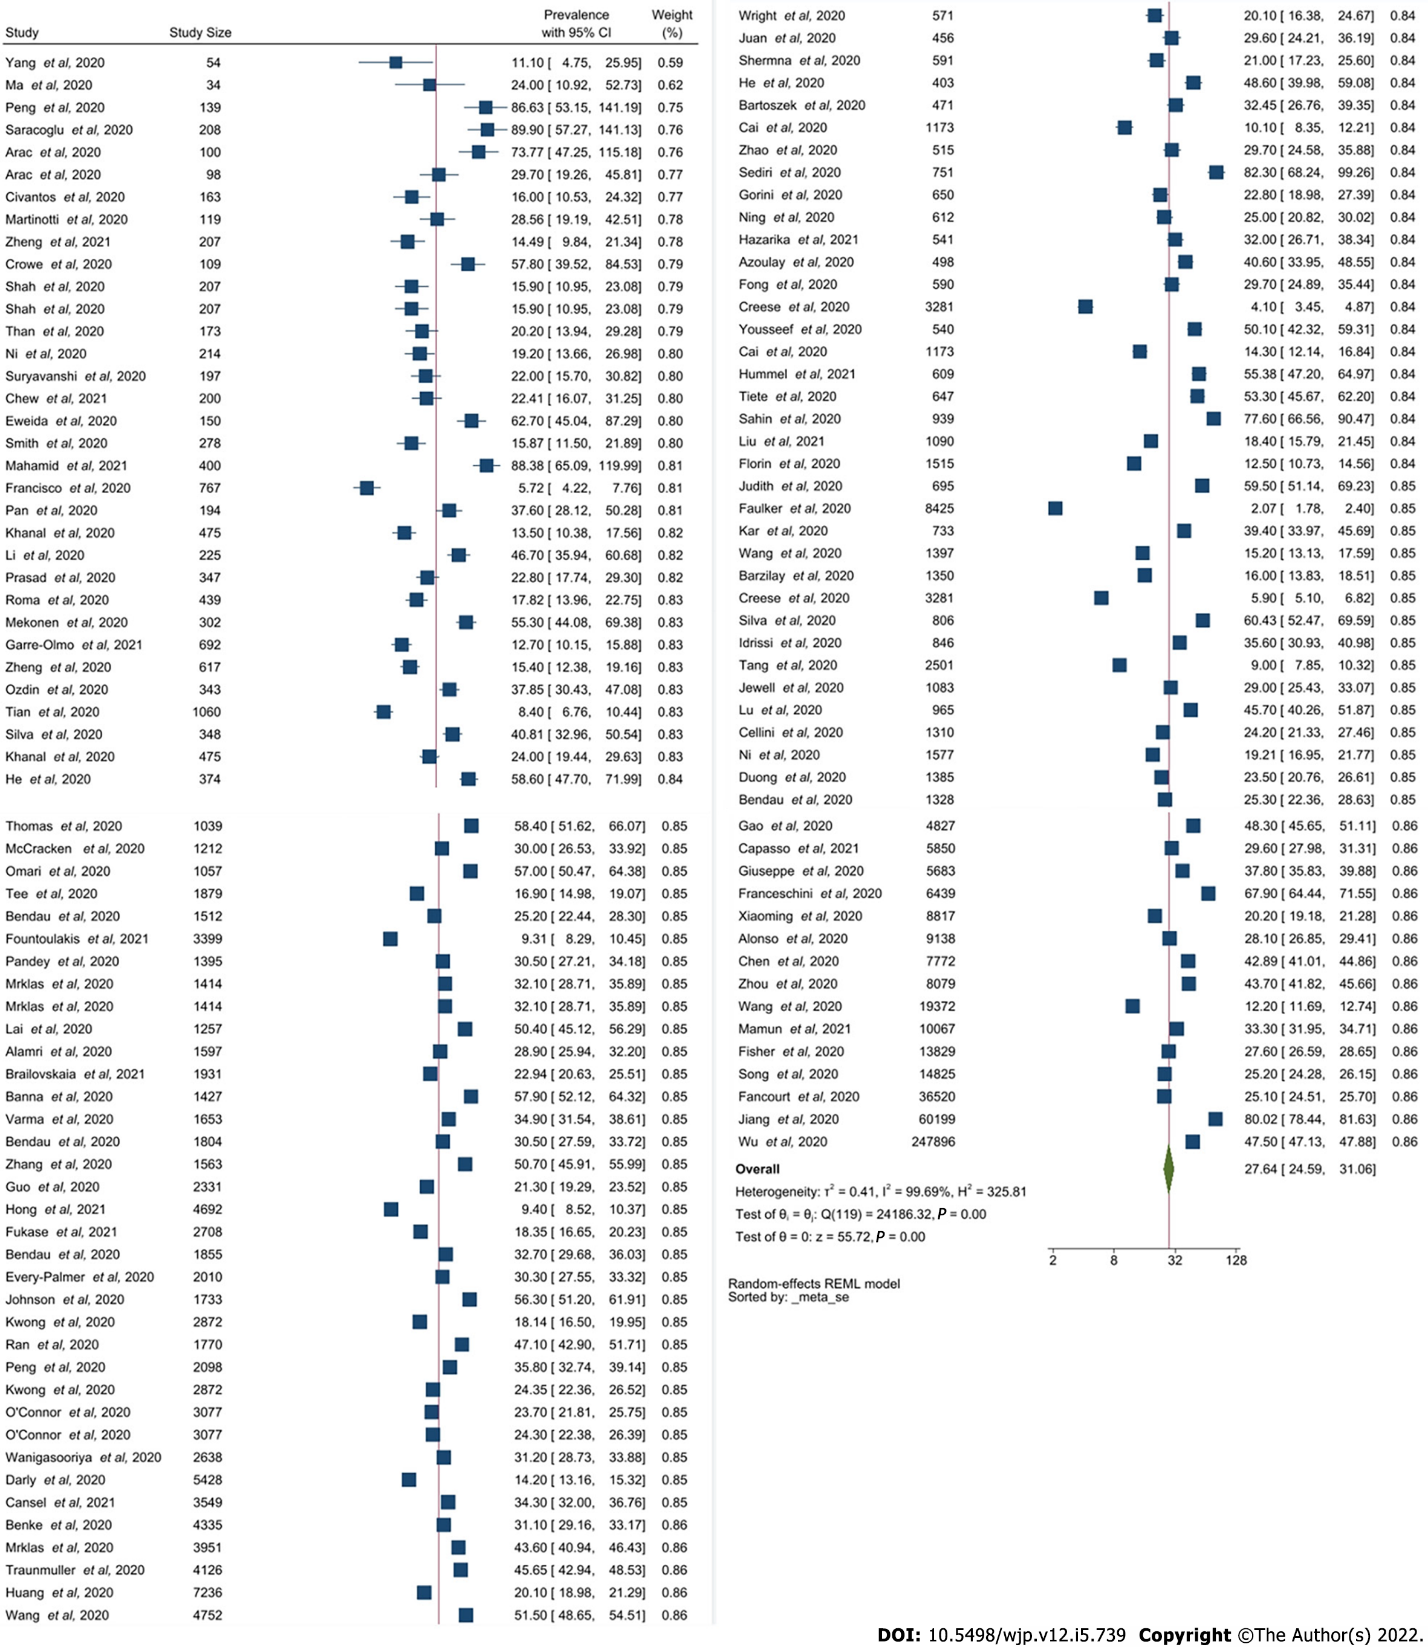 Study Study Size Prevalence with 95% CI Weight (%)
Yang et al, 2020 54 11.10 [ 4.75, 25.95] 0.59
Ma et al, 2020 34 24.00 [10.92, 52.73] 0.62
Peng et al, 2020 139 86.63 [53.15, 141.19] 0.75
Saracoglu et al, 2020 208 89.90 [57.27, 141.13] 0.76
Arac et al, 2020 100 73.77 [47.25, 115.18] 0.76
Arac et al, 2020 98 29.70 [19.26, 45.81] 0.77
Civantos et al, 2020 163 16.00 [10.53, 24.32] 0.77
Martinotti et al, 2020 119 28.56 [19.19, 42.51] 0.78
Zheng et al, 2021 207 14.49 [ 9.84, 21.34] 0.78
Crowe et al, 2020 109 57.80 [39.52, 84.53] 0.79
Shah et al, 2020 207 15.90 [10.95, 23.08] 0.79
Shah et al, 2020 207 15.90 [10.95, 23.08] 0.79
Than et al, 2020 173 20.20 [13.94, 29.28] 0.79
Ni et al, 2020 214 19.20 [13.66, 26.98] 0.80
Suryavanshi et al, 2020 197 22.00 [15.70, 30.82] 0.80
Chew et al, 2021 200 22.41 [16.07, 31.25] 0.80
Eweida et al, 2020 150 62.70 [45.04, 87.29] 0.80
Smith et al, 2020 278 15.87 [11.50, 21.89] 0.80
Mahamid et al, 2021 400 88.38 [65.09, 119.99] 0.81
Francisco et al, 2020 767 5.72 [ 4.22, 7.76] 0.81
Pan et al, 2020 194 37.60 [28.12, 50.28] 0.81
Khanal et al, 2020 475 13.50 [10.38, 17.56] 0.82
Li et al, 2020 225 46.70 [35.94, 60.68] 0.82
Prasad et al, 2020 347 22.80 [17.74, 29.30] 0.82
Roma et al, 2020 439 17.82 [13.96, 22.75] 0.83
Mekonen et al, 2020 302 55.30 [44.08, 69.38] 0.83
Garre-Olmo et al, 2021 692 12.70 [10.15, 15.88] 0.83
Zheng et al, 2020 617 15.40 [12.38, 19.16] 0.83
Ozdin et al, 2020 343 37.85 [30.43, 47.08] 0.83
Tian et al, 2020 1060 8.40 [ 6.76, 10.44] 0.83
Silva et al, 2020 348 40.81 [32.96, 50.54] 0.83
Khanal et al, 2020 475 24.00 [19.44, 29.63] 0.83
He et al, 2020 374 58.60 [47.70, 71.99] 0.84
Wright et al, 2020 571 20.10 [16.38, 24.67] 0.84
Juan et al, 2020 456 29.60 [24.21, 36.19] 0.84
Shermna et al, 2020 591 21.00 [17.23, 25.60] 0.84
He et al, 2020 403 48.60 [39.98, 59.08] 0.84
Bartoszek et al, 2020 471 32.45 [26.76, 39.35] 0.84
Cai et al, 2020 1173 10.10 [ 8.35, 12.21] 0.84
Zhao et al, 2020 515 29.70 [24.58, 35.88] 0.84
Sediri et al, 2020 751 82.30 [68.24, 99.26] 0.84
Gorini et al, 2020 650 22.80 [18.98, 27.39] 0.84
Ning et al, 2020 612 25.00 [20.82, 30.02] 0.84
Hazarika et al, 2021 541 32.00 [26.71, 38.34] 0.84
Azoulay et al, 2020 498 40.60 [33.95, 48.55] 0.84
Fong et al, 2020 590 29.70 [24.89, 35.44] 0.84
Creese et al, 2020 3281 4.10 [ 3.45, 4.87] 0.84
Yousseef et al, 2020 540 50.10 [42.32, 59.31] 0.84
Cai et al, 2020 1173 14.30 [12.14, 16.84] 0.84
Hummel et al, 2021 609 55.38 [47.20, 64.97] 0.84
Tiete et al, 2020 647 53.30 [45.67, 62.20] 0.84
Sahin et al, 2020 939 77.60 [66.56, 90.47] 0.84
Liu et al, 2021 1090 18.40 [15.79, 21.45] 0.84
Florin et al, 2020 1515 12.50 [10.73, 14.56] 0.84
Judith et al, 2020 695 59.50 [51.14, 69.23] 0.85
Faulker et al, 2020 8425 2.07 [ 1.78, 2.40] 0.85
Kar et al, 2020 733 39.40 [33.97, 45.69] 0.85
Wang et al, 2020 1397 15.20 [13.13, 17.59] 0.85
Barzilay et al, 2020 1350 16.00 [13.83, 18.51] 0.85
Creese et al, 2020 3281 5.90 [ 5.10, 6.82] 0.85
Silva et al, 2020 806 60.43 [52.47, 69.59] 0.85
Idrissi et al, 2020 846 35.60 [30.93, 40.98] 0.85
Tang et al, 2020 2501 9.00 [ 7.85, 10.32] 0.85
Jewell et al, 2020 1083 29.00 [25.43, 33.07] 0.85
Lu et al, 2020 965 45.70 [40.26, 51.87] 0.85
Cellini et al, 2020 1310 24.20 [21.33, 27.46] 0.85
Ni et al, 2020 1577 19.21 [16.95, 21.77] 0.85
Duong et al, 2020 1385 23.50 [20.76, 26.61] 0.85
Bendau et al, 2020 1328 25.30 [22.36, 28.63] 0.85
Thomas et al, 2020 1039 58.40 [51.62, 66.07] 0.85
McCracken et al, 2020 1212 30.00 [26.53, 33.92] 0.85
Omari et al, 2020 1057 57.00 [50.47, 64.38] 0.85
Tee et al, 2020 1879 16.90 [14.98, 19.07] 0.85
Bendau et al, 2020 1512 25.20 [22.44, 28.30] 0.85
Fountoulakis et al, 2021 3399 9.31 [ 8.29, 10.45] 0.85
Pandey et al, 2020 1395 30.50 [27.21, 34.18] 0.85
Mrklas et al, 2020 1414 32.10 [28.71, 35.89] 0.85
Mrklas et al, 2020 1414 32.10 [28.71, 35.89] 0.85
Lai et al, 2020 1257 50.40 [45.12, 56.29] 0.85
Alamri et al, 2020 1597 28.90 [25.94, 32.20] 0.85
Brailovskaia et al, 2021 1931 22.94 [20.63, 25.51] 0.85
Banna et al, 2020 1427 57.90 [52.12, 64.32] 0.85
Varma et al, 2020 1653 34.90 [31.54, 38.61] 0.85
Bendau et al, 2020 1804 30.50 [27.59, 33.72] 0.85
Zhang et al, 2020 1563 50.70 [45.91, 55.99] 0.85
Guo et al, 2020 2331 21.30 [19.29, 23.52] 0.85
Hong et al, 2021 4692 9.40 [ 8.52, 10.37] 0.85
Fukase et al, 2021 2708 18.35 [16.65, 20.23] 0.85
Bendau et al, 2020 1855 32.70 [29.68, 36.03] 0.85
Every-Palmer et al, 2020 2010 30.30 [27.55, 33.32] 0.85
Johnson et al, 2020 1733 56.30 [51.20, 61.91] 0.85
Kwong et al, 2020 2872 18.14 [16.50, 19.95] 0.85
Ran et al, 2020 1770 47.10 [42.90, 51.71] 0.85
Peng et al, 2020 2098 35.80 [32.74, 39.14] 0.85
Kwong et al, 2020 2872 24.35 [22.36, 26.52] 0.85
O'Connor et al, 2020 3077 23.70 [21.81, 25.75] 0.85
O'Connor et al, 2020 3077 24.30 [22.38, 26.39] 0.85
Wanigasooriya et al, 2020 2638 31.20 [28.73, 33.88] 0.85
Darly et al, 2020 5428 14.20 [13.16, 15.32] 0.85
Cansel et al, 2021 3549 34.30 [32.00, 36.76] 0.85
Benke et al, 2020 4335 31.10 [29.16, 33.17] 0.86
Mrklas et al, 2020 3951 43.60 [40.94, 46.43] 0.86
Traunmuller et al, 2020 4126 45.65 [42.94, 48.53] 0.86
Huang et al, 2020 7236 20.10 [18.98, 21.29] 0.86
Wang et al, 2020 4752 51.50 [48.65, 54.51] 0.86
Gao et al, 2020 4827 48.30 [45.65, 51.11] 0.86
Capasso et al, 2021 5850 29.60 [27.98, 31.31] 0.86
Giuseppe et al, 2020 5683 37.80 [35.83, 39.88] 0.86
Franceschini et al, 2020 6439 67.90 [64.44, 71.55] 0.86
Xiaoming et al, 2020 8817 20.20 [19.18, 21.28] 0.86
Alonso et al, 2020 9138 28.10 [26.85, 29.41] 0.86
Chen et al, 2020 7772 42.89 [41.01, 44.86] 0.86
Zhou et al, 2020 8079 43.70 [41.82, 45.66] 0.86
Wang et al, 2020 19372 12.20 [11.69, 12.74] 0.86
Mamun et al, 2021 10067 33.30 [31.95, 34.71] 0.86
Fisher et al, 2020 13829 27.60 [26.59, 28.65] 0.86
Song et al, 2020 14825 25.20 [24.28, 26.15] 0.86
Fancourt et al, 2020 36520 25.10 [24.51, 25.70] 0.86
Jiang et al, 2020 60199 80.02 [78.44, 81.63] 0.86
Wu et al, 2020 247896 47.50 [47.13, 47.88] 0.86
Overall 27.64 [24.59, 31.06]
Heterogeneity: τ² = 0.41, I² = 99.69%, H² = 325.81
Test of θᵢ = θⱼ: Q(119) = 24186.32, P = 0.00
Test of θ = 0: z = 55.72, P = 0.00
2 8 32 128
Random-effects REML model
Sorted by: _meta_se
DOI: 10.5498/wjp.v12.i5.739 Copyright ©The Author(s) 2022.